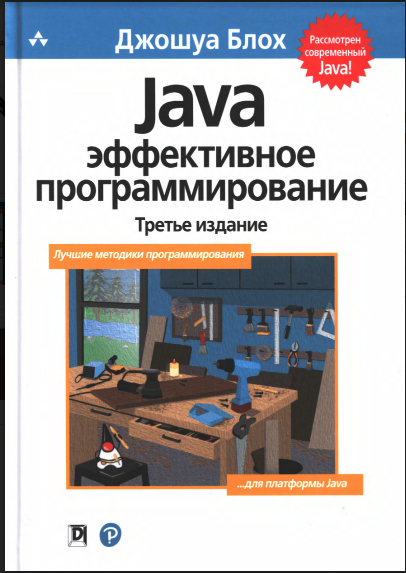 Джошуа Блох
Рассмотрен
современный
Java!
Java
эффективное
программирование
Третье издание
Лучшие методики программирования
...для платформы Java